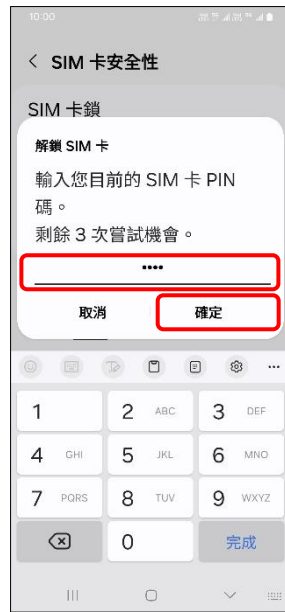 10:00
SIM 卡安全性
SIM 卡鎖
解鎖 SIM 卡
輸入您目前的 SIM 卡 PIN
碼。
剩餘 3 次嘗試機會。
••••
取消 確定
1 2 ABC 3 DEF
4 GHI 5 JKL 6 MNO
7 PQRS 8 TUV 9 WXYZ
0 完成